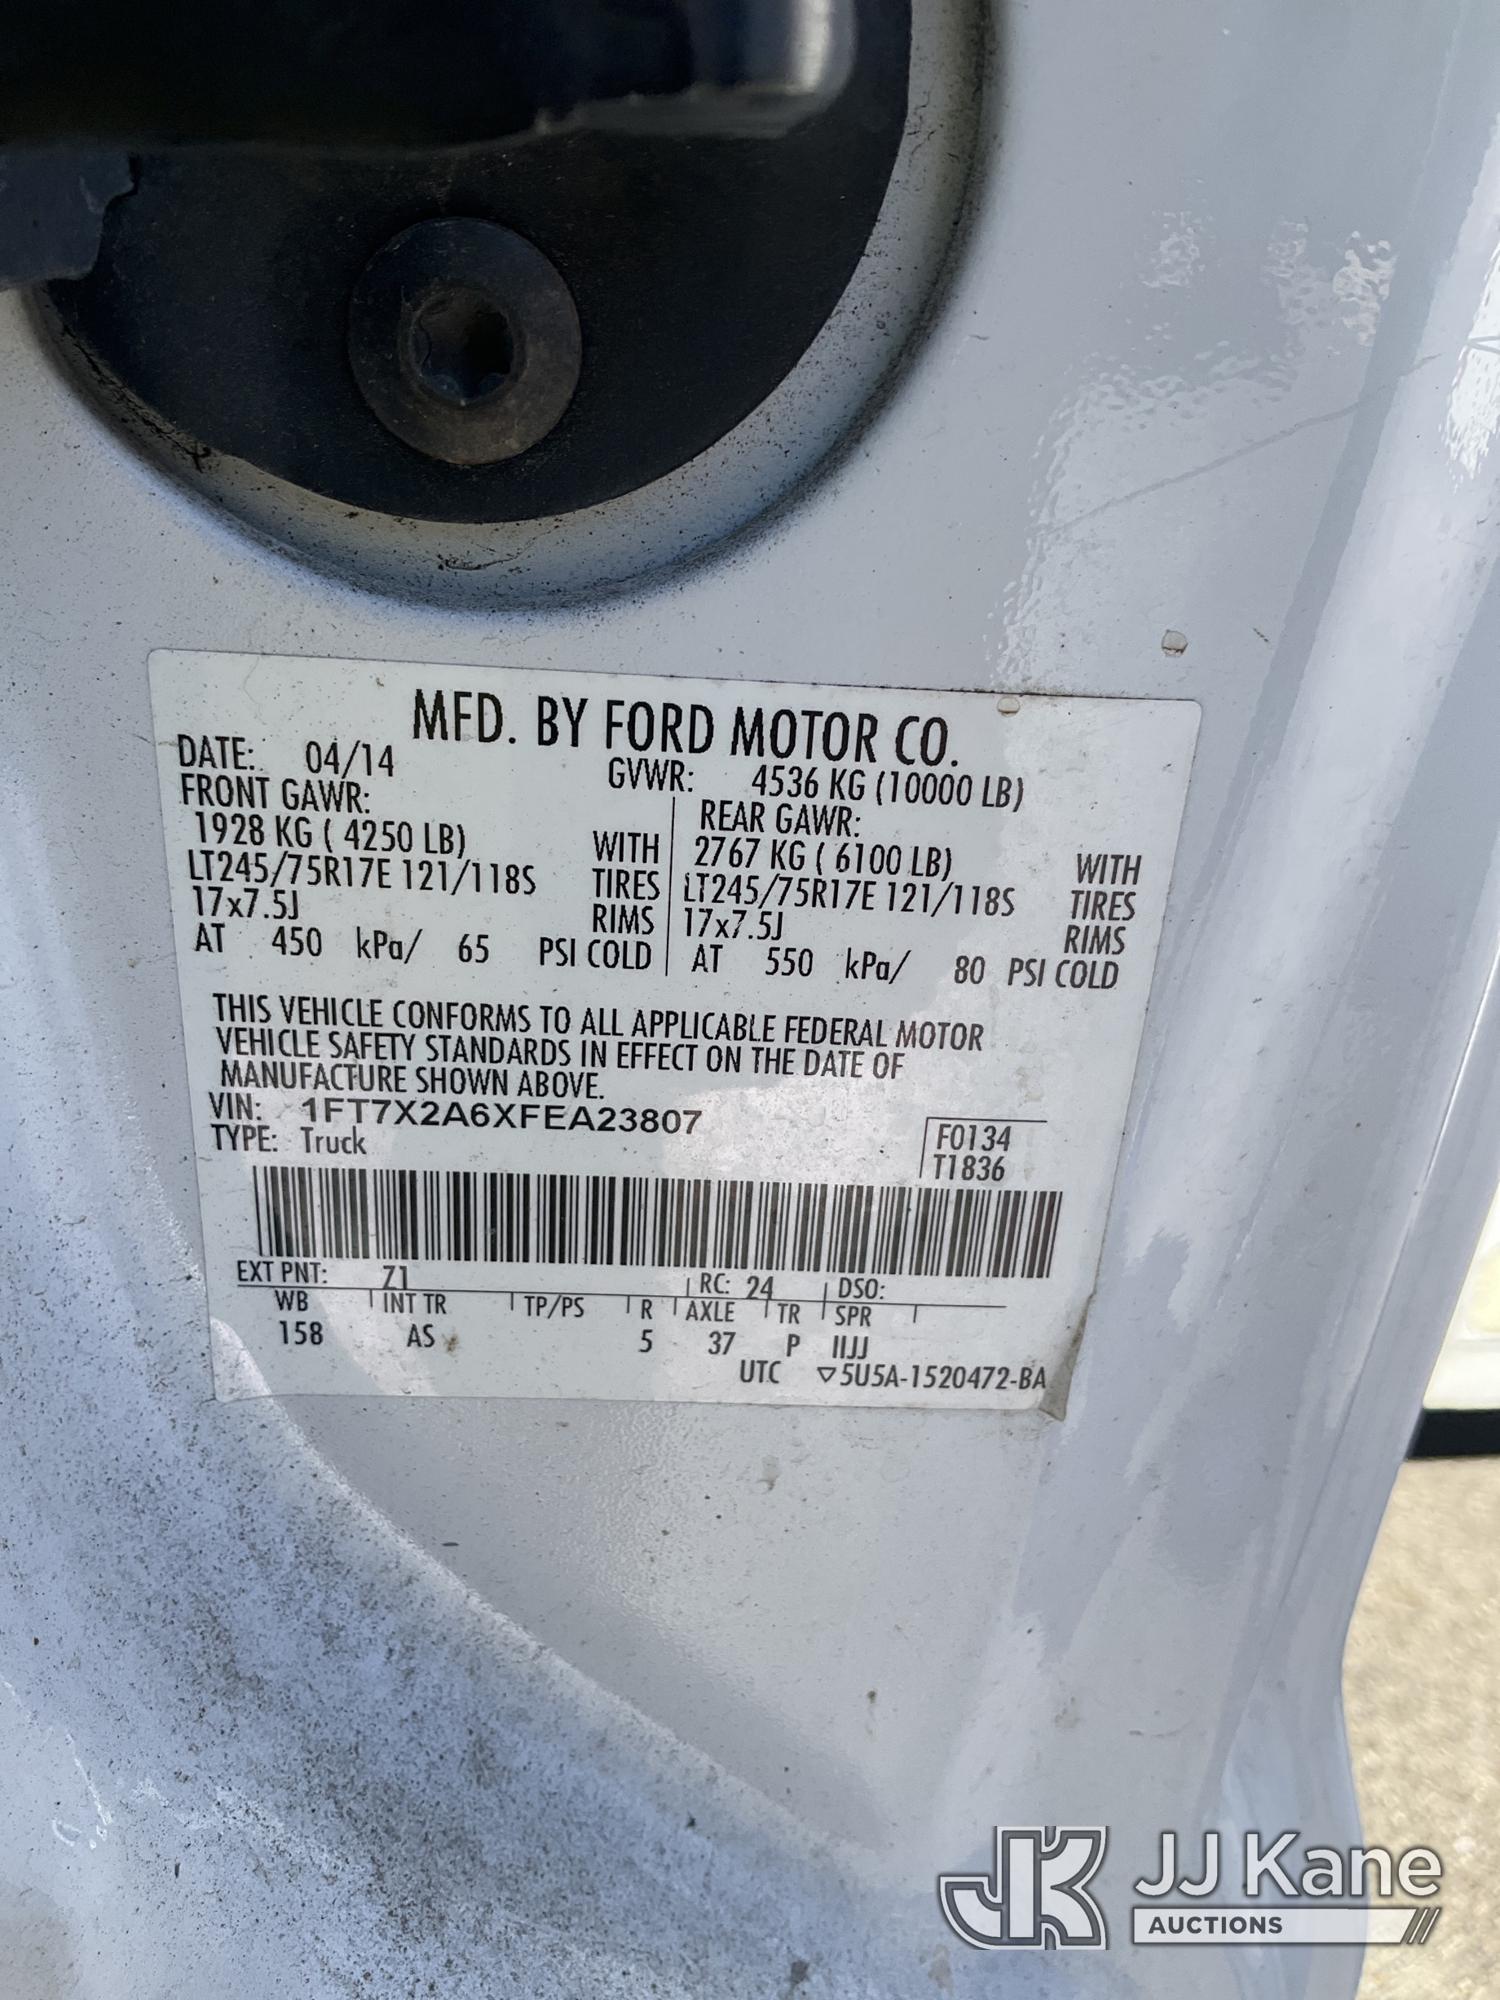 MFD. BY FORD MOTOR CO.
DATE: 04/14 GVWR: 4536 KG (10000 LB)
FRONT GAWR: REAR GAWR:
1928 KG ( 4250 LB) WITH 2767 KG ( 6100 LB) WITH
LT245/75R17E 121/118S TIRES LT245/75R17E 121/118S TIRES
17x7.5J RIMS 17x7.5J RIMS
AT 450 kPa/ 65 PSI COLD AT 550 kPa/ 80 PSI COLD
THIS VEHICLE CONFORMS TO ALL APPLICABLE FEDERAL MOTOR
VEHICLE SAFETY STANDARDS IN EFFECT ON THE DATE OF
MANUFACTURE SHOWN ABOVE.
VIN: 1FT7X2A6XFEA23807
TYPE: Truck
F0134
T1836
EXT PNT: Z1 RC: 24 DSO:
WB INT TR TP/PS R AXLE TR SPR
158 AS 5 37 P IIJJ
UTC ▽5U5A-1520472-BA
JK JJ Kane
AUCTIONS